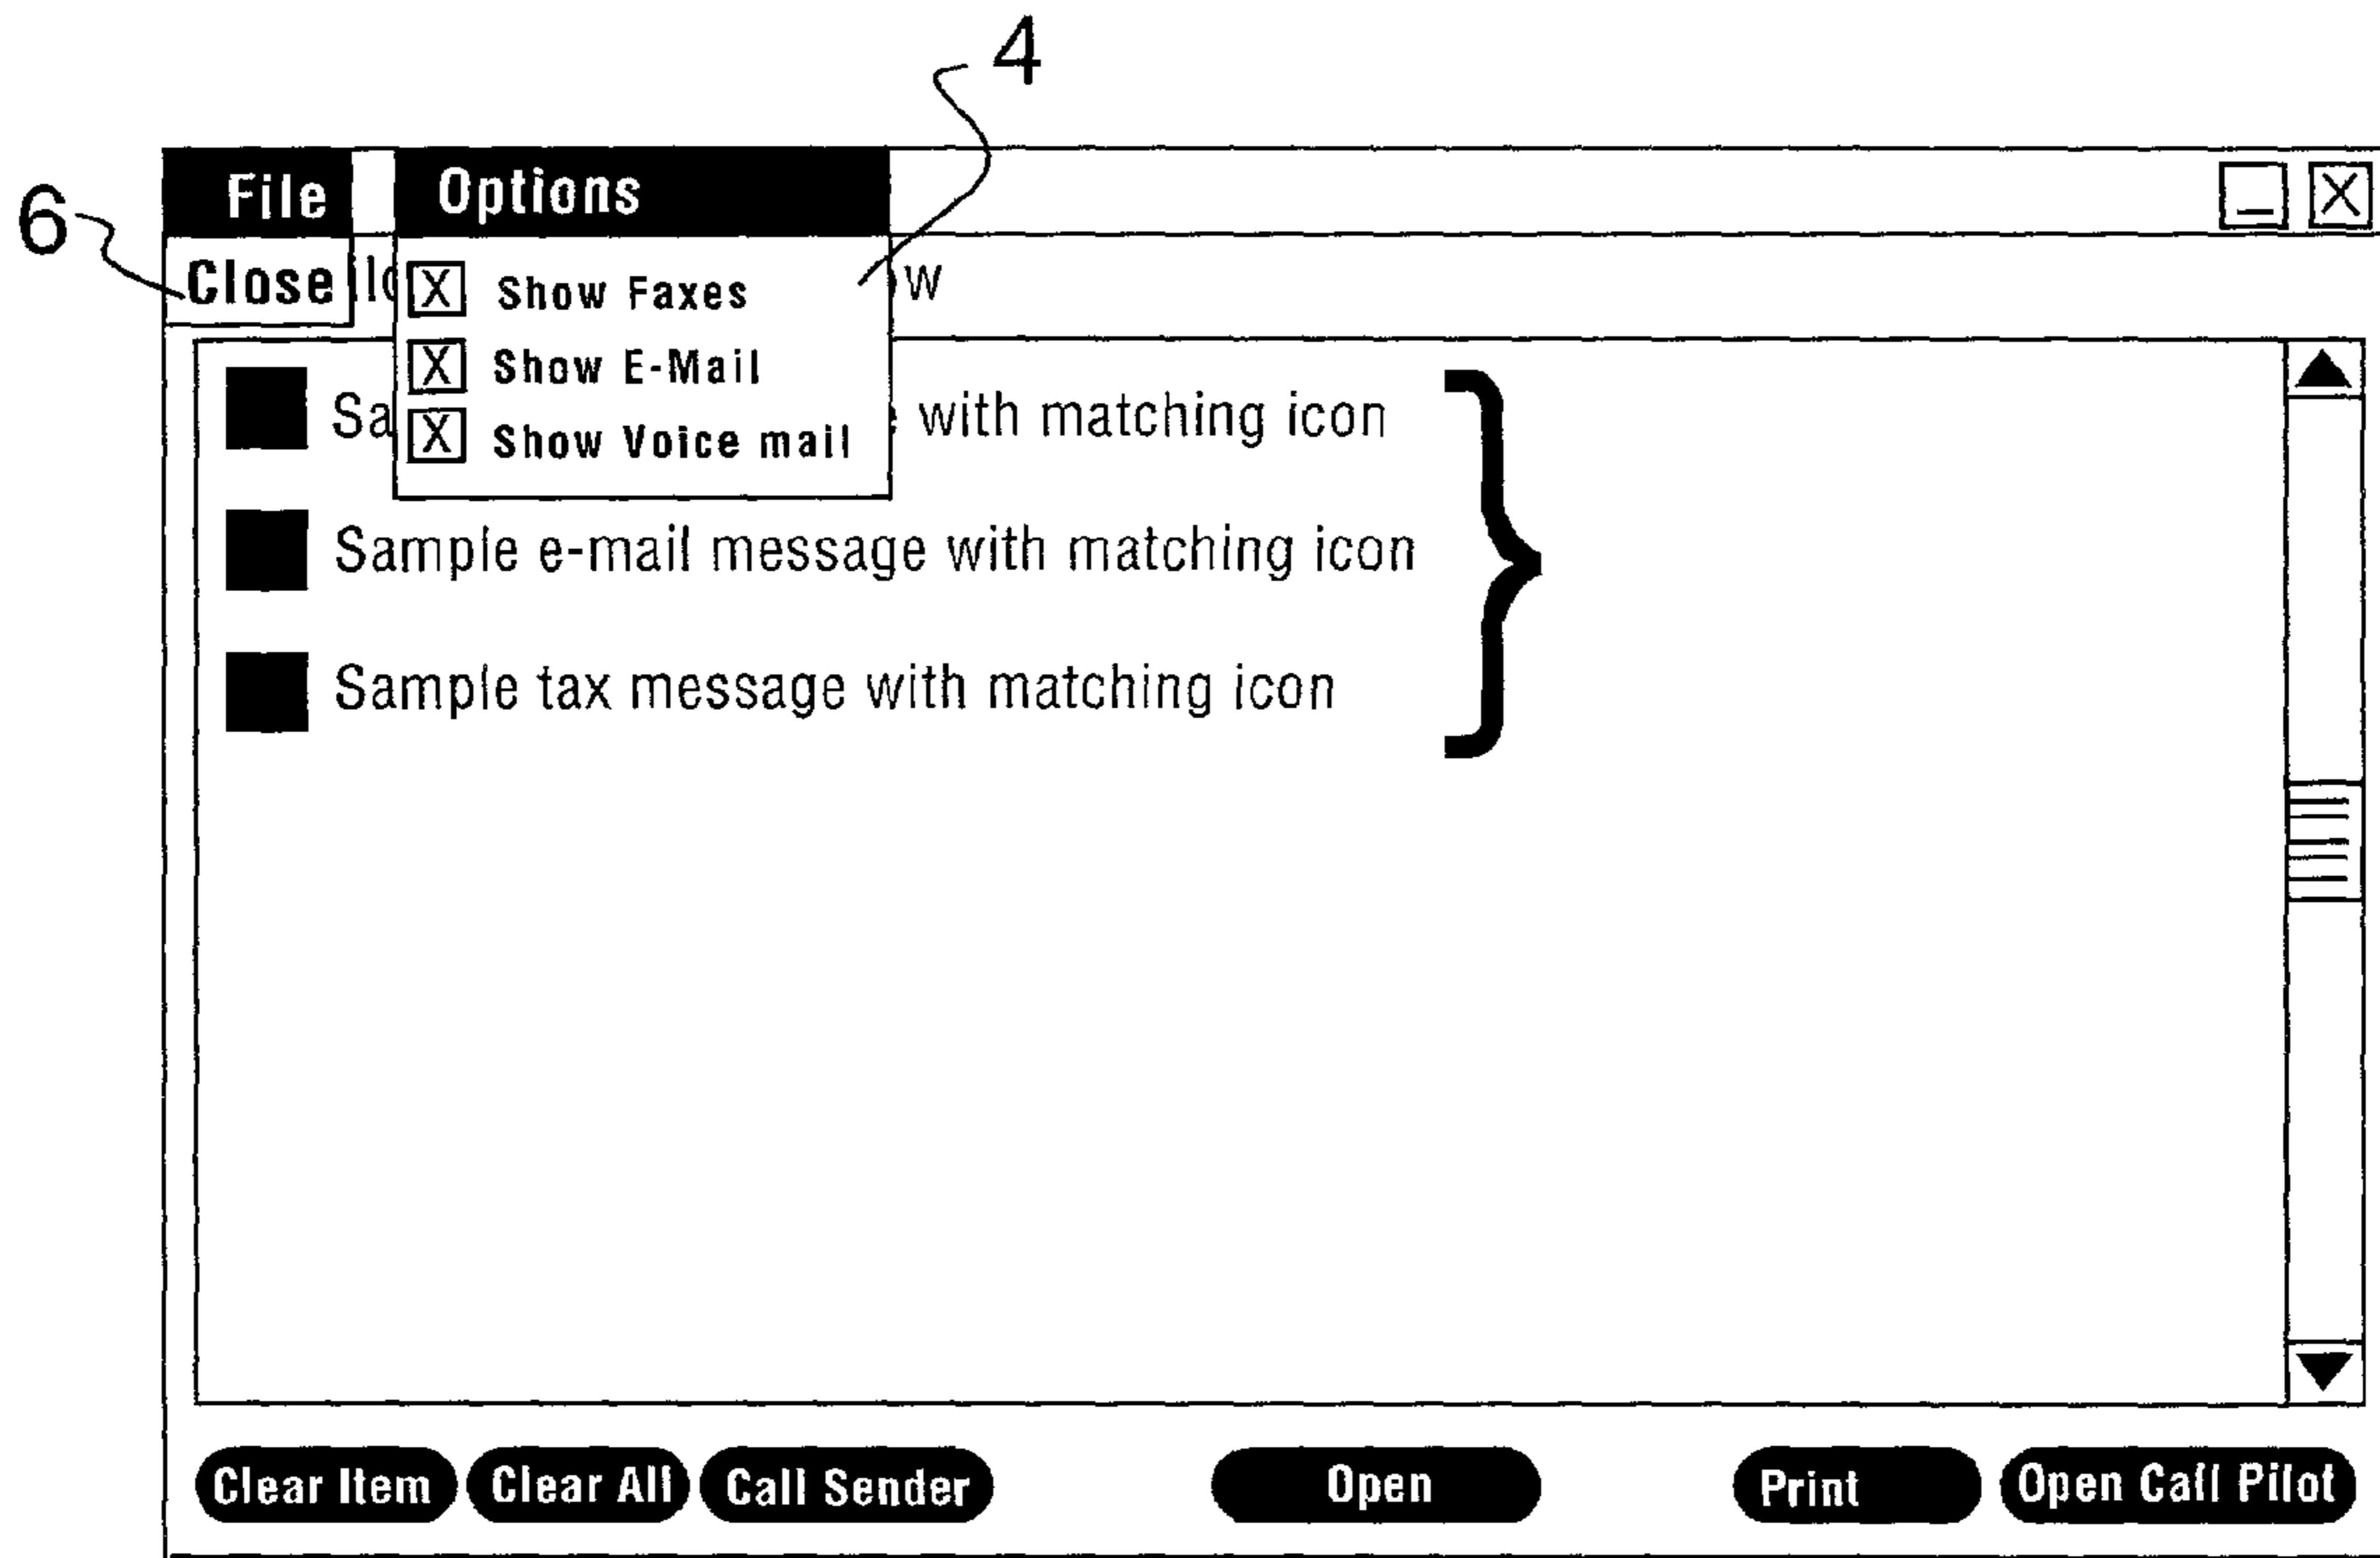 4
6
File Options
Close
X Show Faxes
X Show E-Mail
with matching icon
X Show Voice mail
Sample e-mail message with matching icon
Sample tax message with matching icon
Clear Item Clear All Call Sender Open Print Open Call Pilot